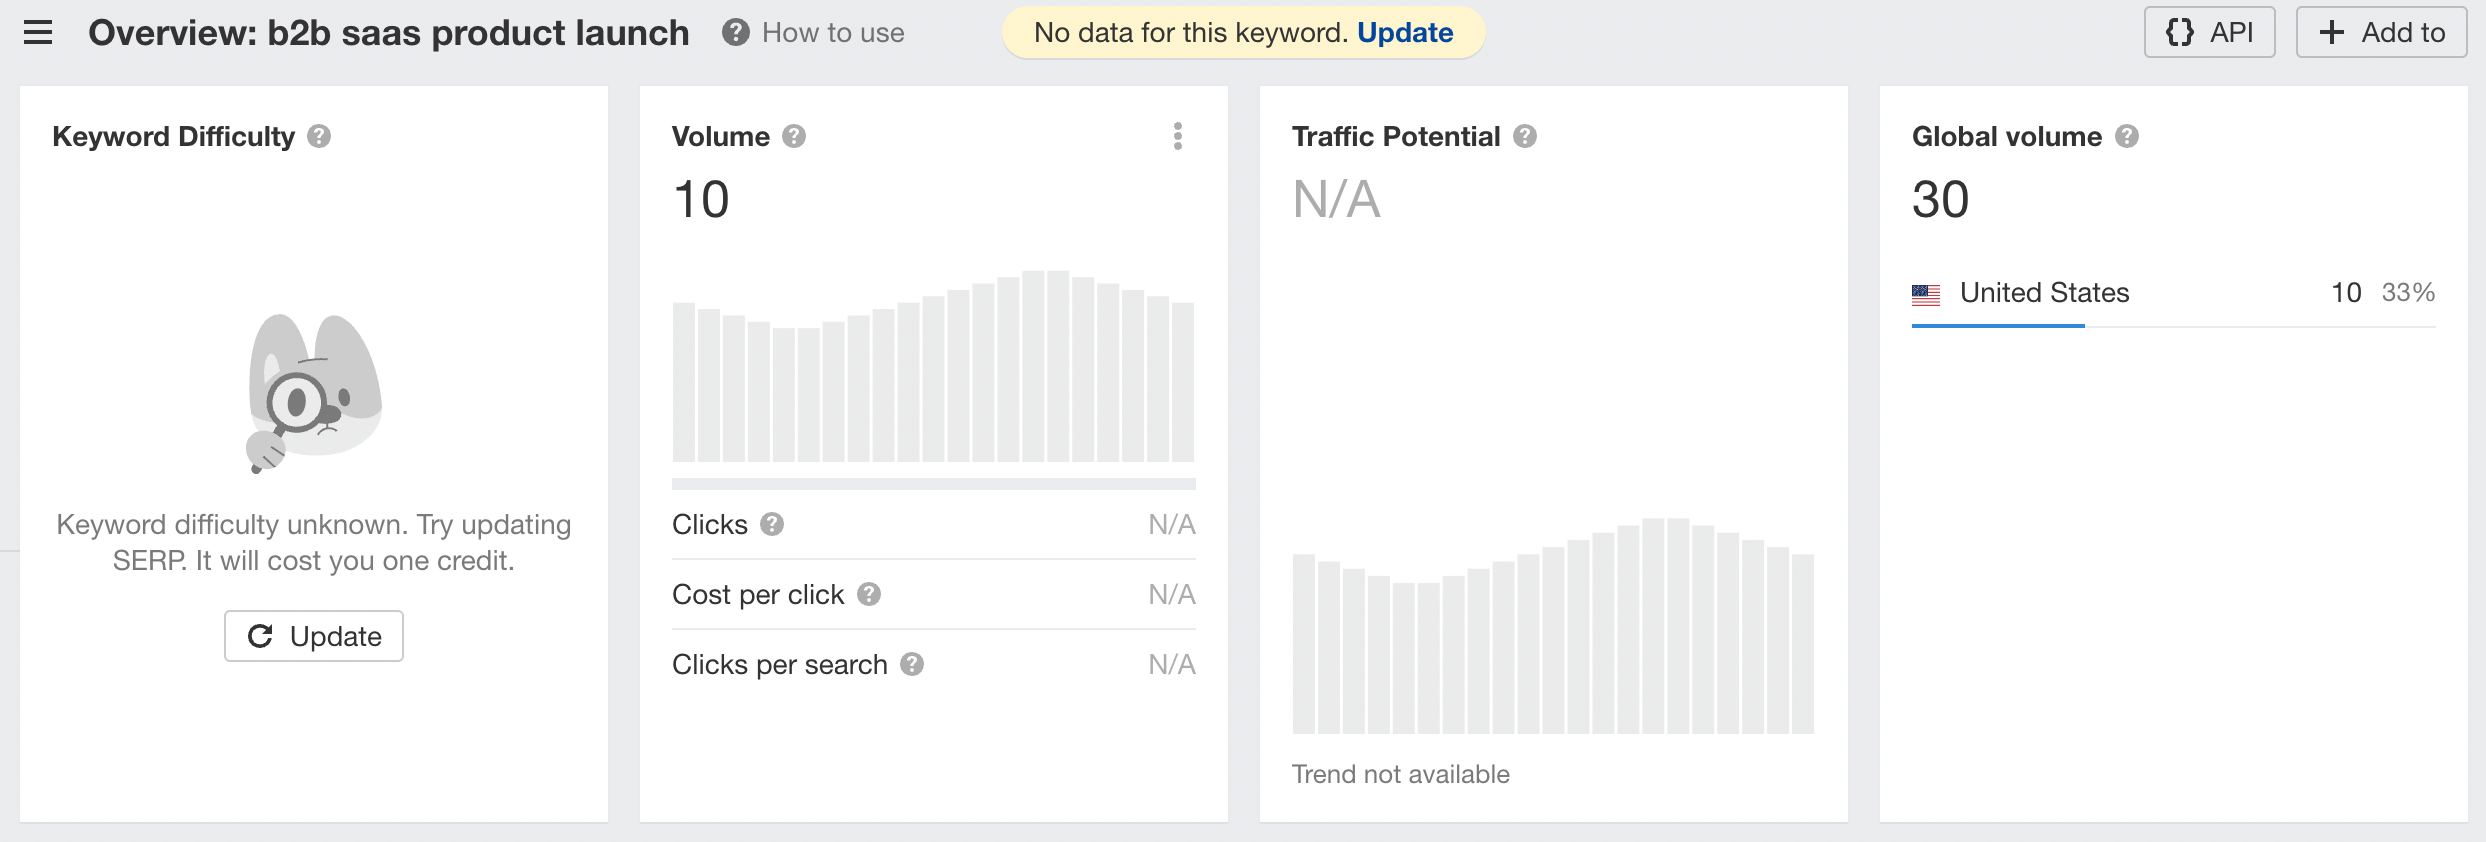 Overview: b2b saas product launch
How to use
No data for this keyword. Update
{} API
+ Add to
Keyword Difficulty
Keyword difficulty unknown. Try updating
SERP. It will cost you one credit.
Update
Volume
10
Clicks N/A
Cost per click N/A
Clicks per search N/A
Traffic Potential
N/A
Trend not available
Global volume
30
United States 10 33%